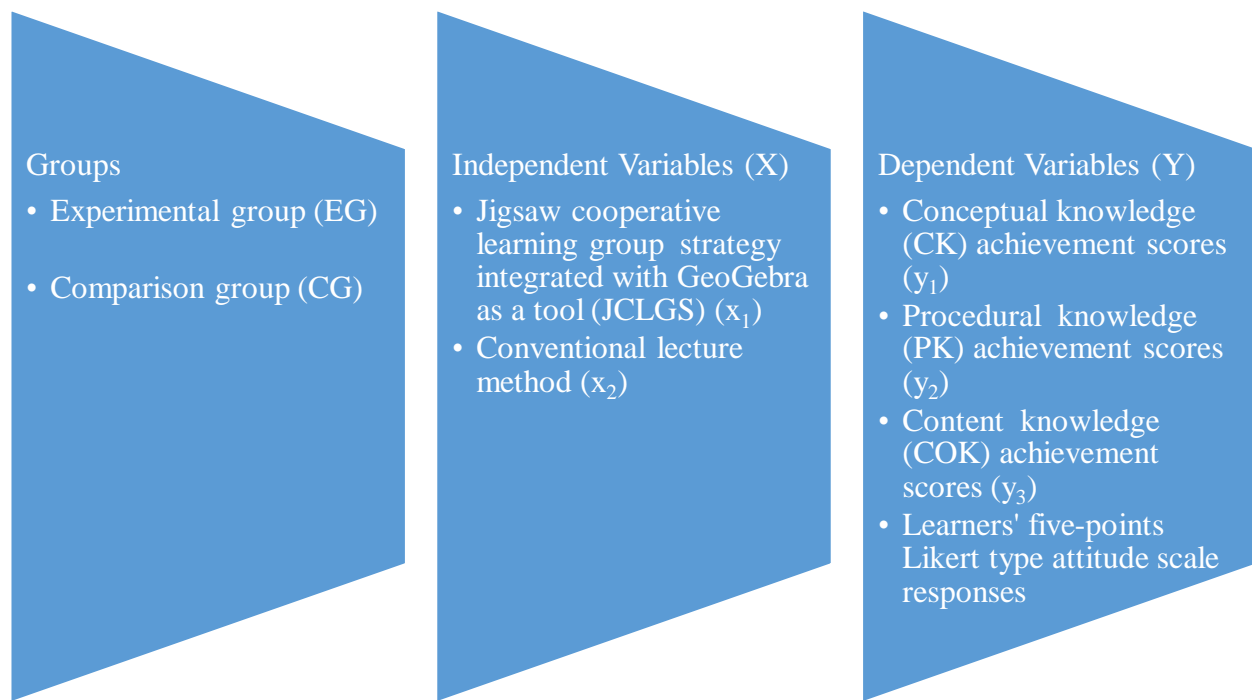 Groups
• Experimental group (EG)
• Comparison group (CG)
Independent Variables (X)
• Jigsaw cooperative
learning group strategy
integrated with GeoGebra
as a tool (JCLGS) (x₁)
• Conventional lecture
method (x₂)
Dependent Variables (Y)
• Conceptual knowledge
(CK) achievement scores
(y₁)
• Procedural knowledge
(PK) achievement scores
(y₂)
• Content knowledge
(COK) achievement
scores (y₃)
• Learners' five-points
Likert type attitude scale
responses